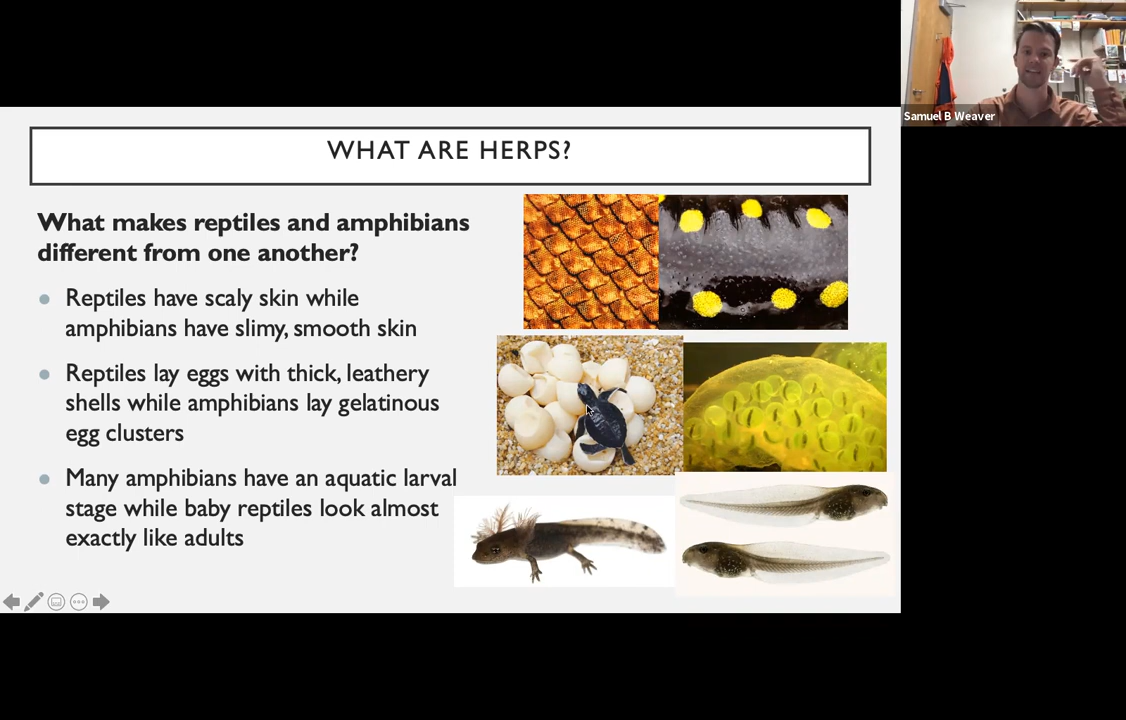 Samuel B Weaver
WHAT ARE HERPS?
What makes reptiles and amphibians
different from one another?
Reptiles have scaly skin while
amphibians have slimy, smooth skin
Reptiles lay eggs with thick, leathery
shells while amphibians lay gelatinous
egg clusters
Many amphibians have an aquatic larval
stage while baby reptiles look almost
exactly like adults